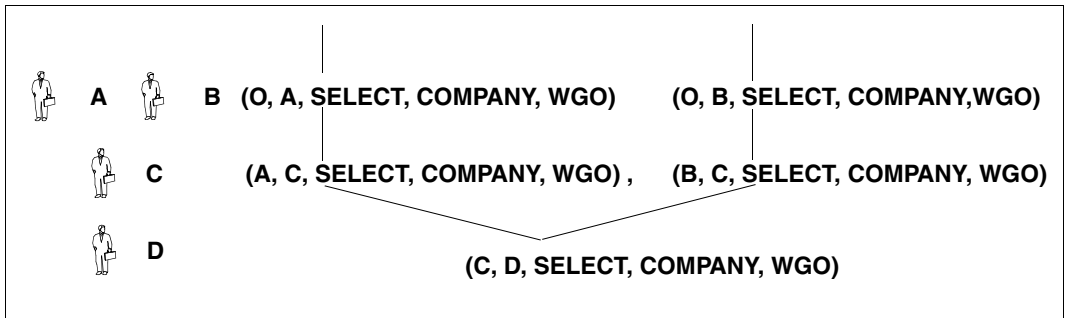 A B (O, A, SELECT, COMPANY, WGO) (O, B, SELECT, COMPANY,WGO)
C (A, C, SELECT, COMPANY, WGO) , (B, C, SELECT, COMPANY, WGO)
D
(C, D, SELECT, COMPANY, WGO)